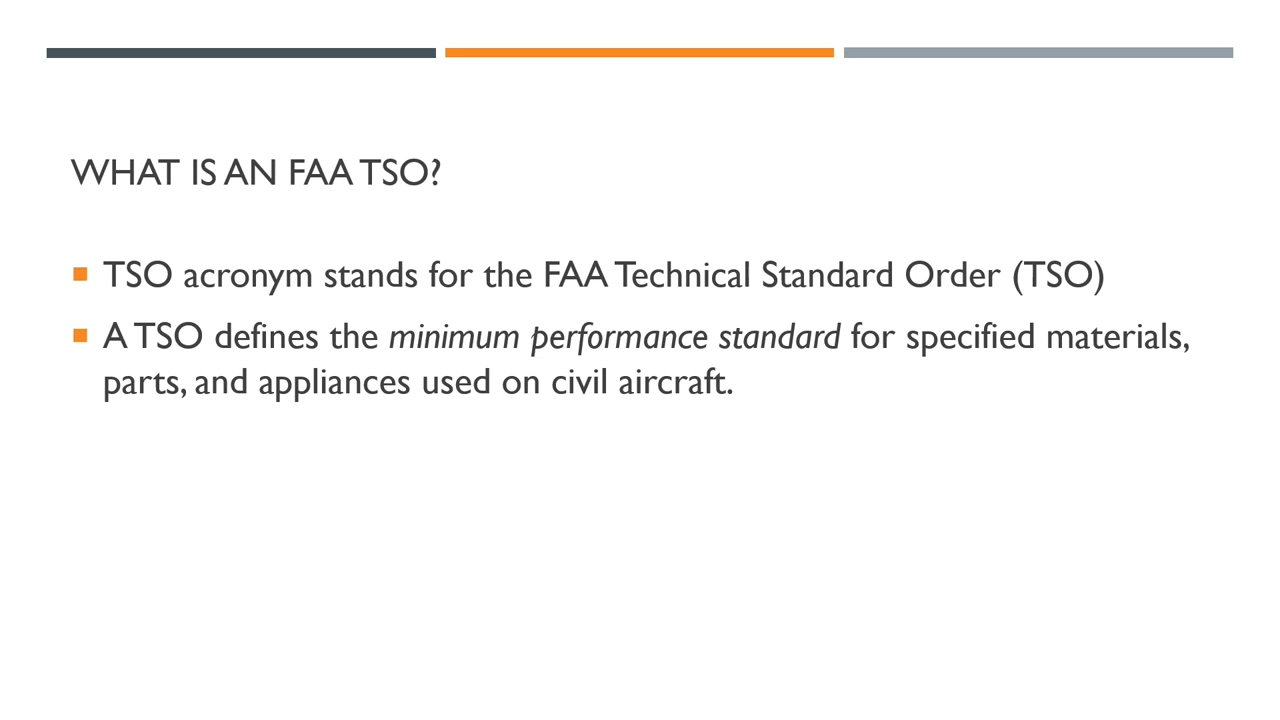 WHAT IS AN FAA TSO?
TSO acronym stands for the FAA Technical Standard Order (TSO)
A TSO defines the minimum performance standard for specified materials,
parts, and appliances used on civil aircraft.